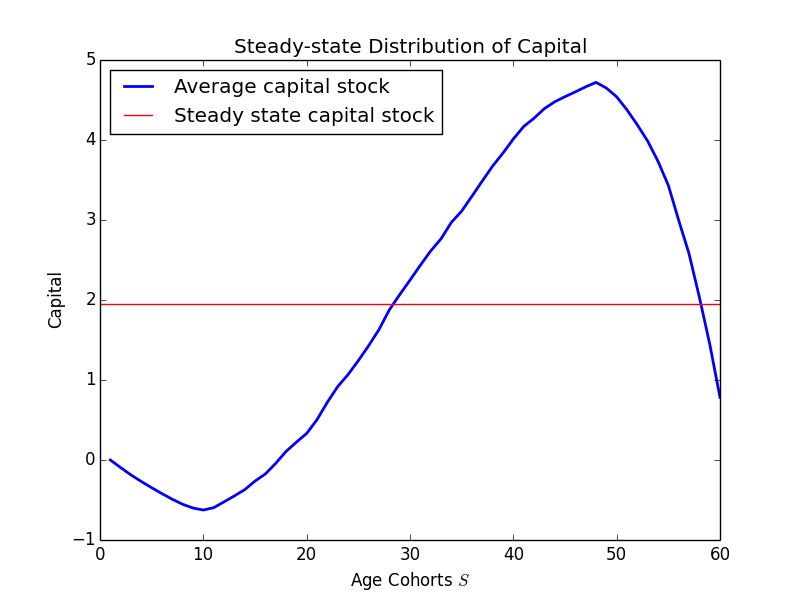 Steady-state Distribution of Capital
Average capital stock
Steady state capital stock
5
4
3
2
1
0
−1
Capital
0 10 20 30 40 50 60
Age Cohorts S